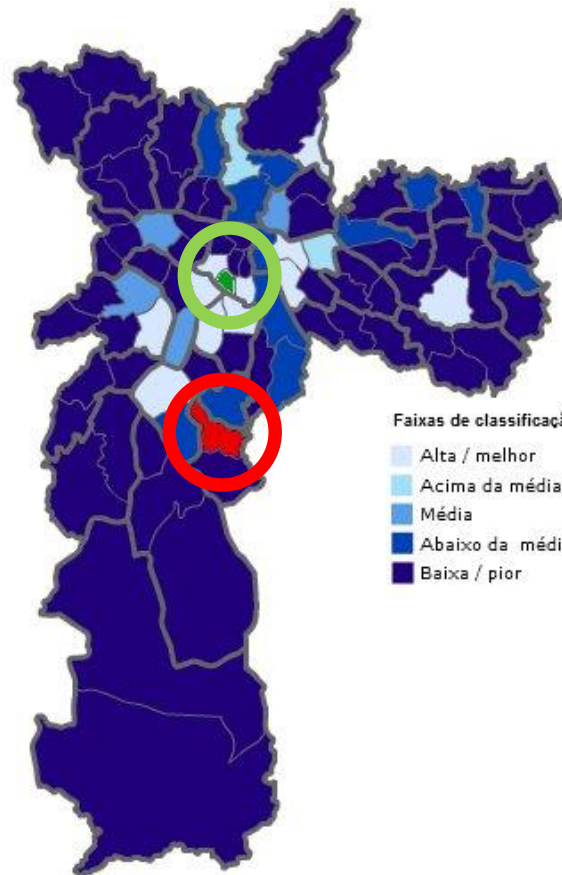 Faixas de classificaçã
Alta / melhor
Acima da média
Média
Abaixo da médi
Baixa / pior